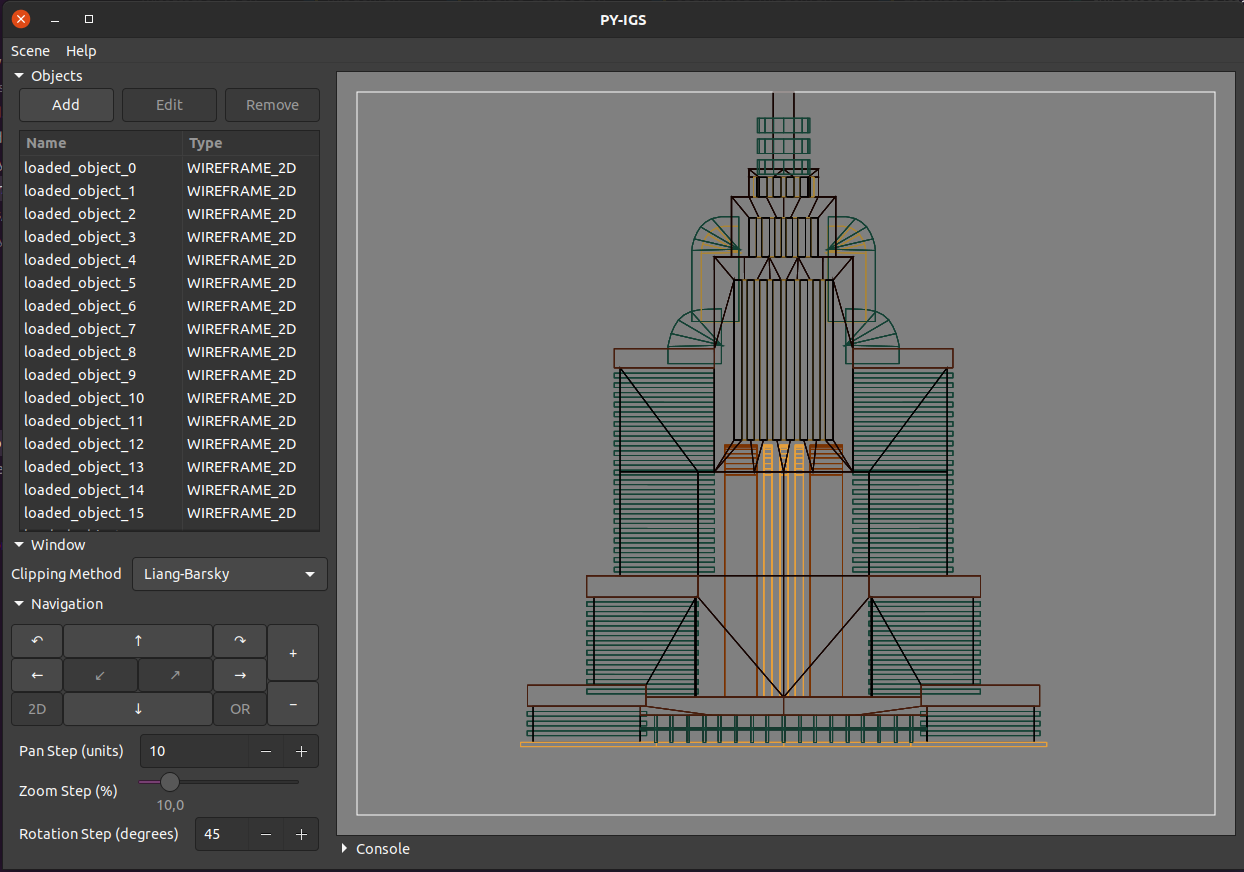 PY-IGS
Scene Help
Objects
Add Edit Remove
Name Type
loaded_object_0 WIREFRAME_2D
loaded_object_1 WIREFRAME_2D
loaded_object_2 WIREFRAME_2D
loaded_object_3 WIREFRAME_2D
loaded_object_4 WIREFRAME_2D
loaded_object_5 WIREFRAME_2D
loaded_object_6 WIREFRAME_2D
loaded_object_7 WIREFRAME_2D
loaded_object_8 WIREFRAME_2D
loaded_object_9 WIREFRAME_2D
loaded_object_10 WIREFRAME_2D
loaded_object_11 WIREFRAME_2D
loaded_object_12 WIREFRAME_2D
loaded_object_13 WIREFRAME_2D
loaded_object_14 WIREFRAME_2D
loaded_object_15 WIREFRAME_2D
Window
Clipping Method Liang-Barsky
Navigation
↶ ↑ ↷ +
← ↙ ↗ →
2D ↓ OR −
Pan Step (units) 10 − +
Zoom Step (%)
10,0
Rotation Step (degrees) 45 − +
Console